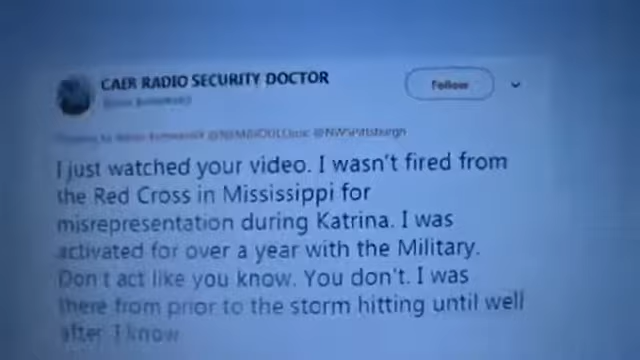 CAER RADIO SECURITY DOCTOR
Follow
@NWSPittsburgh
I just watched your video. I wasn't fired from
the Red Cross in Mississippi for
misrepresentation during Katrina. I was
activated for over a year with the Military.
Don't act like you know. You don't. I was
there from prior to the storm hitting until well
after. I know